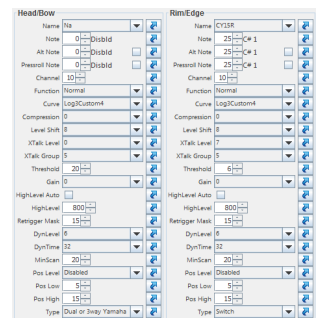 Head/Bow Rim/Edge
Name Na Name CY15R
Note 0 Disbld Note 25 C# 1
Alt Note 0 Disbld Alt Note 25 C# 1
Pressroll Note 0 Disbld Pressroll Note 25 C# 1
Channel 10 Channel 10
Function Normal Function Normal
Curve Log3Custom4 Curve Log3Custom4
Compression 0 Compression 0
Level Shift 8 Level Shift 8
XTalk Level 0 XTalk Level 7
XTalk Group 5 XTalk Group 5
Threshold 20 Threshold 6
Gain 0 Gain 0
HighLevel Auto HighLevel Auto
HighLevel 800 HighLevel 800
Retrigger Mask 15 Retrigger Mask 15
DynLevel 6 DynLevel 6
DynTime 32 DynTime 32
MinScan 20 MinScan 20
Pos Level Disabled Pos Level Disabled
Pos Low 5 Pos Low 5
Pos High 15 Pos High 15
Type Dual or 3way Yamaha Type Switch